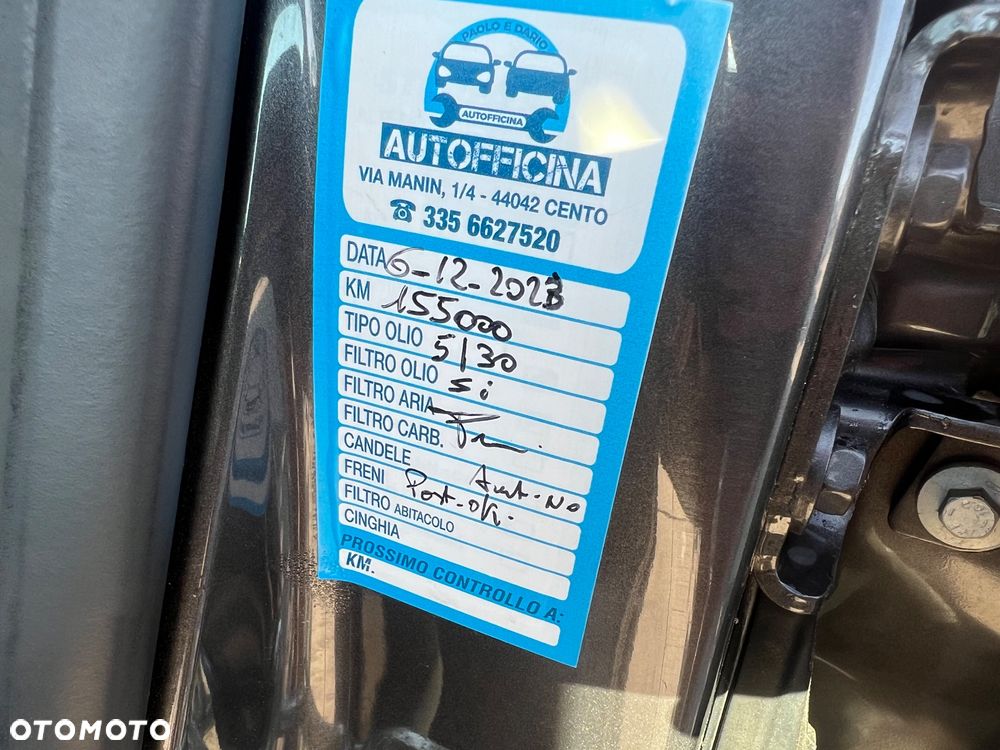 PAOLO E DARIO
AUTOFFICINA
AUTOFFICINA
VIA MANIN, 1/4 - 44042 CENTO
☎ 335 6627520
DATA 6-12-2023
KM 155000
TIPO OLIO 5/30
FILTRO OLIO si
FILTRO ARIA
FILTRO CARB.
CANDELE
FRENI Post-ok. Ant-No
FILTRO ABITACOLO
CINGHIA
PROSSIMO CONTROLLO A:
KM.
OTOMOTO